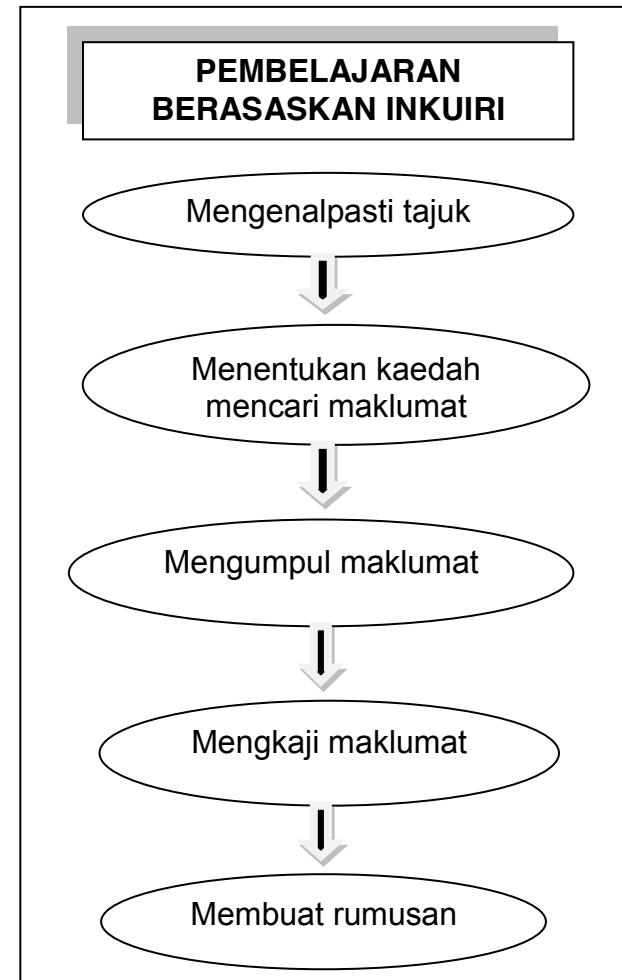 PEMBELAJARAN
BERASASKAN INKUIRI
Mengenalpasti tajuk
Menentukan kaedah
mencari maklumat
Mengumpul maklumat
Mengkaji maklumat
Membuat rumusan